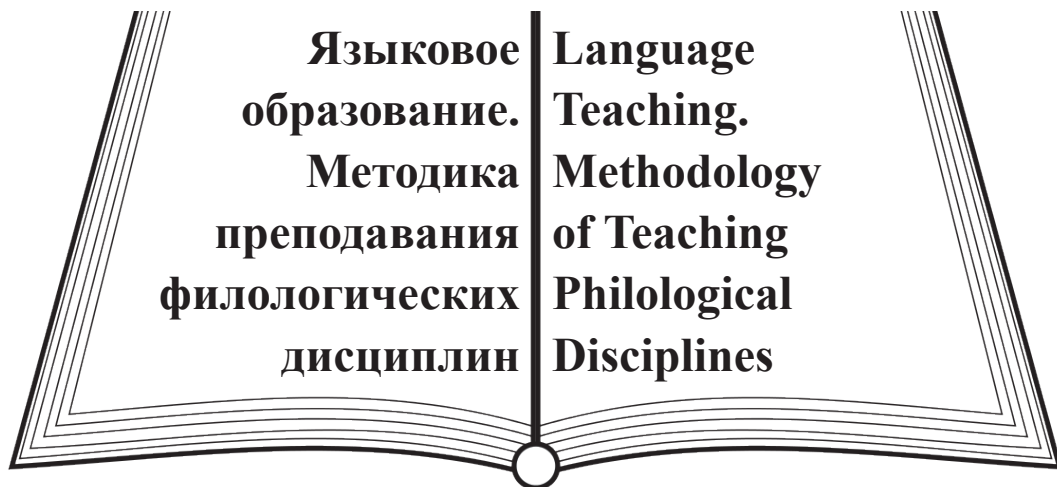 Языковое
образование.
Методика
преподавания
филологических
дисциплин
Language
Teaching.
Methodology
of Teaching
Philological
Disciplines